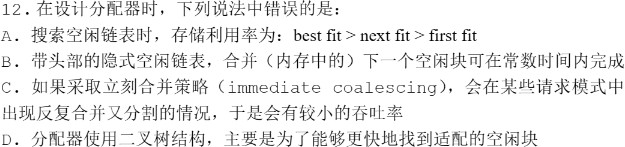 12．在设计分配器时，下列说法中错误的是：
A．搜索空闲链表时，存储利用率为：best fit > next fit > first fit
B．带头部的隐式空闲链表，合并（内存中的）下一个空闲块可在常数时间内完成
C．如果采取立刻合并策略（immediate coalescing），会在某些请求模式中
出现反复合并又分割的情况，于是会有较小的吞吐率
D．分配器使用二叉树结构，主要是为了能够更快地找到适配的空闲块